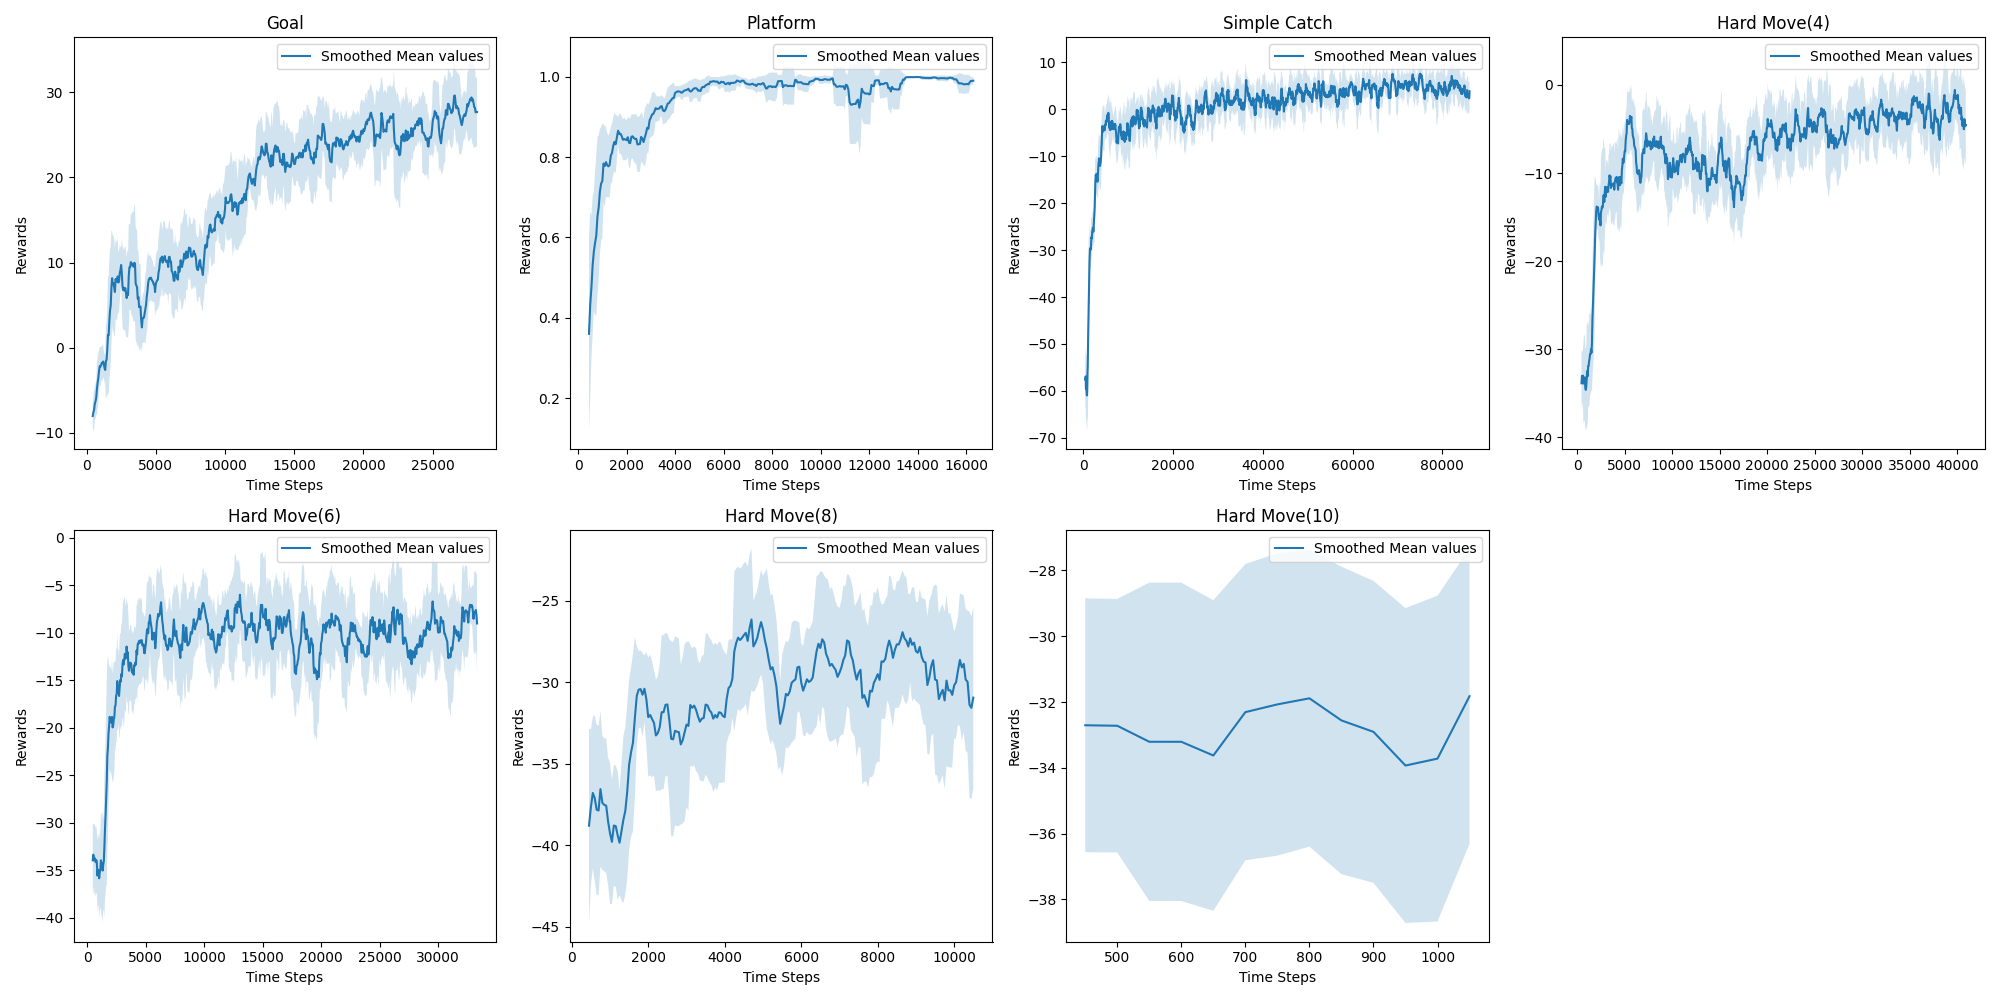 Goal
Smoothed Mean values
Rewards
30
20
10
0
−10
0 5000 10000 15000 20000 25000
Time Steps
Platform
Smoothed Mean values
Rewards
1.0
0.8
0.6
0.4
0.2
0 2000 4000 6000 8000 10000 12000 14000 16000
Time Steps
Simple Catch
Smoothed Mean values
Rewards
10
0
−10
−20
−30
−40
−50
−60
−70
0 20000 40000 60000 80000
Time Steps
Hard Move(4)
Smoothed Mean values
Rewards
0
−10
−20
−30
−40
0 5000 10000 15000 20000 25000 30000 35000 40000
Time Steps
Hard Move(6)
Smoothed Mean values
Rewards
0
−5
−10
−15
−20
−25
−30
−35
−40
0 5000 10000 15000 20000 25000 30000
Time Steps
Hard Move(8)
Smoothed Mean values
Rewards
−25
−30
−35
−40
−45
0 2000 4000 6000 8000 10000
Time Steps
Hard Move(10)
Smoothed Mean values
Rewards
−28
−30
−32
−34
−36
−38
500 600 700 800 900 1000
Time Steps